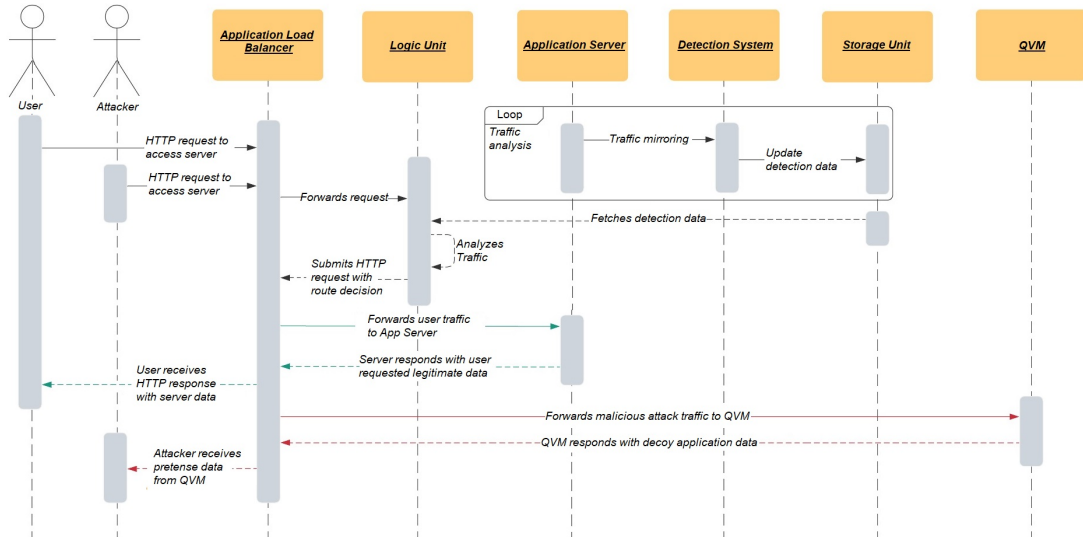 Application Load
Balancer
Logic Unit
Application Server
Detection System
Storage Unit
QVM
User
Attacker
Loop
Traffic
analysis
Traffic mirroring
Update
detection data
HTTP request to
access server
HTTP request to
access server
Forwards request
Fetches detection data
Analyzes
Traffic
Submits HTTP
request with
route decision
Forwards user traffic
to App Server
Server responds with user
requested legitimate data
User receives
HTTP response
with server data
Forwards malicious attack traffic to QVM
QVM responds with decoy application data
Attacker receives
pretense data
from QVM